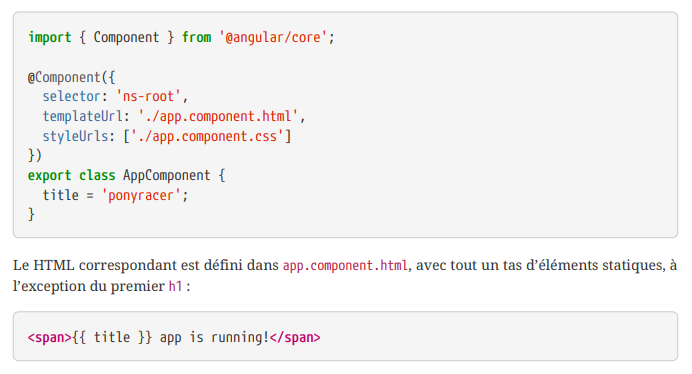 import { Component } from '@angular/core';
@Component({
selector: 'ns-root',
templateUrl: './app.component.html',
styleUrls: ['./app.component.css']
})
export class AppComponent {
title = 'ponyracer';
}
Le HTML correspondant est défini dans app.component.html, avec tout un tas d’éléments statiques, à
l’exception du premier h1 :
<span>{{ title }} app is running!</span>